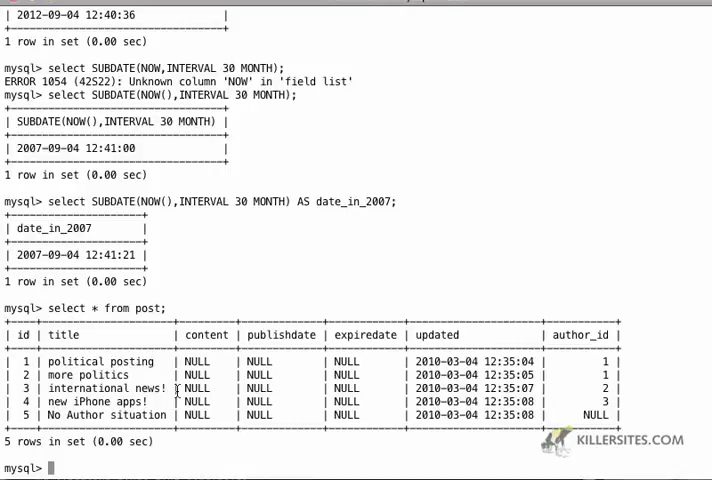 | 2012-09-04 12:40:36 |
+---------------------------+
1 row in set (0.00 sec)
mysql> select SUBDATE(NOW,INTERVAL 30 MONTH);
ERROR 1054 (42S22): Unknown column 'NOW' in 'field list'
mysql> select SUBDATE(NOW(),INTERVAL 30 MONTH);
+---------------------------------+
| SUBDATE(NOW(),INTERVAL 30 MONTH) |
+---------------------------------+
| 2007-09-04 12:41:00 |
+---------------------------------+
1 row in set (0.00 sec)
mysql> select SUBDATE(NOW(),INTERVAL 30 MONTH) AS date_in_2007;
+---------------------+
| date_in_2007 |
+---------------------+
| 2007-09-04 12:41:21 |
+---------------------+
1 row in set (0.00 sec)
mysql> select * from post;
+----+---------------------+---------+-------------+------------+---------------------+-----------+
| id | title | content | publishdate | expiredate | updated | author_id |
+----+---------------------+---------+-------------+------------+---------------------+-----------+
| 1 | political posting | NULL | NULL | NULL | 2010-03-04 12:35:04 | 1 |
| 2 | more politics | NULL | NULL | NULL | 2010-03-04 12:35:05 | 1 |
| 3 | international news! | NULL | NULL | NULL | 2010-03-04 12:35:07 | 2 |
| 4 | new iPhone apps! | NULL | NULL | NULL | 2010-03-04 12:35:08 | 3 |
| 5 | No Author situation | NULL | NULL | NULL | 2010-03-04 12:35:08 | NULL |
+----+---------------------+---------+-------------+------------+---------------------+-----------+
5 rows in set (0.00 sec)
KILLERSITES.COM
mysql>